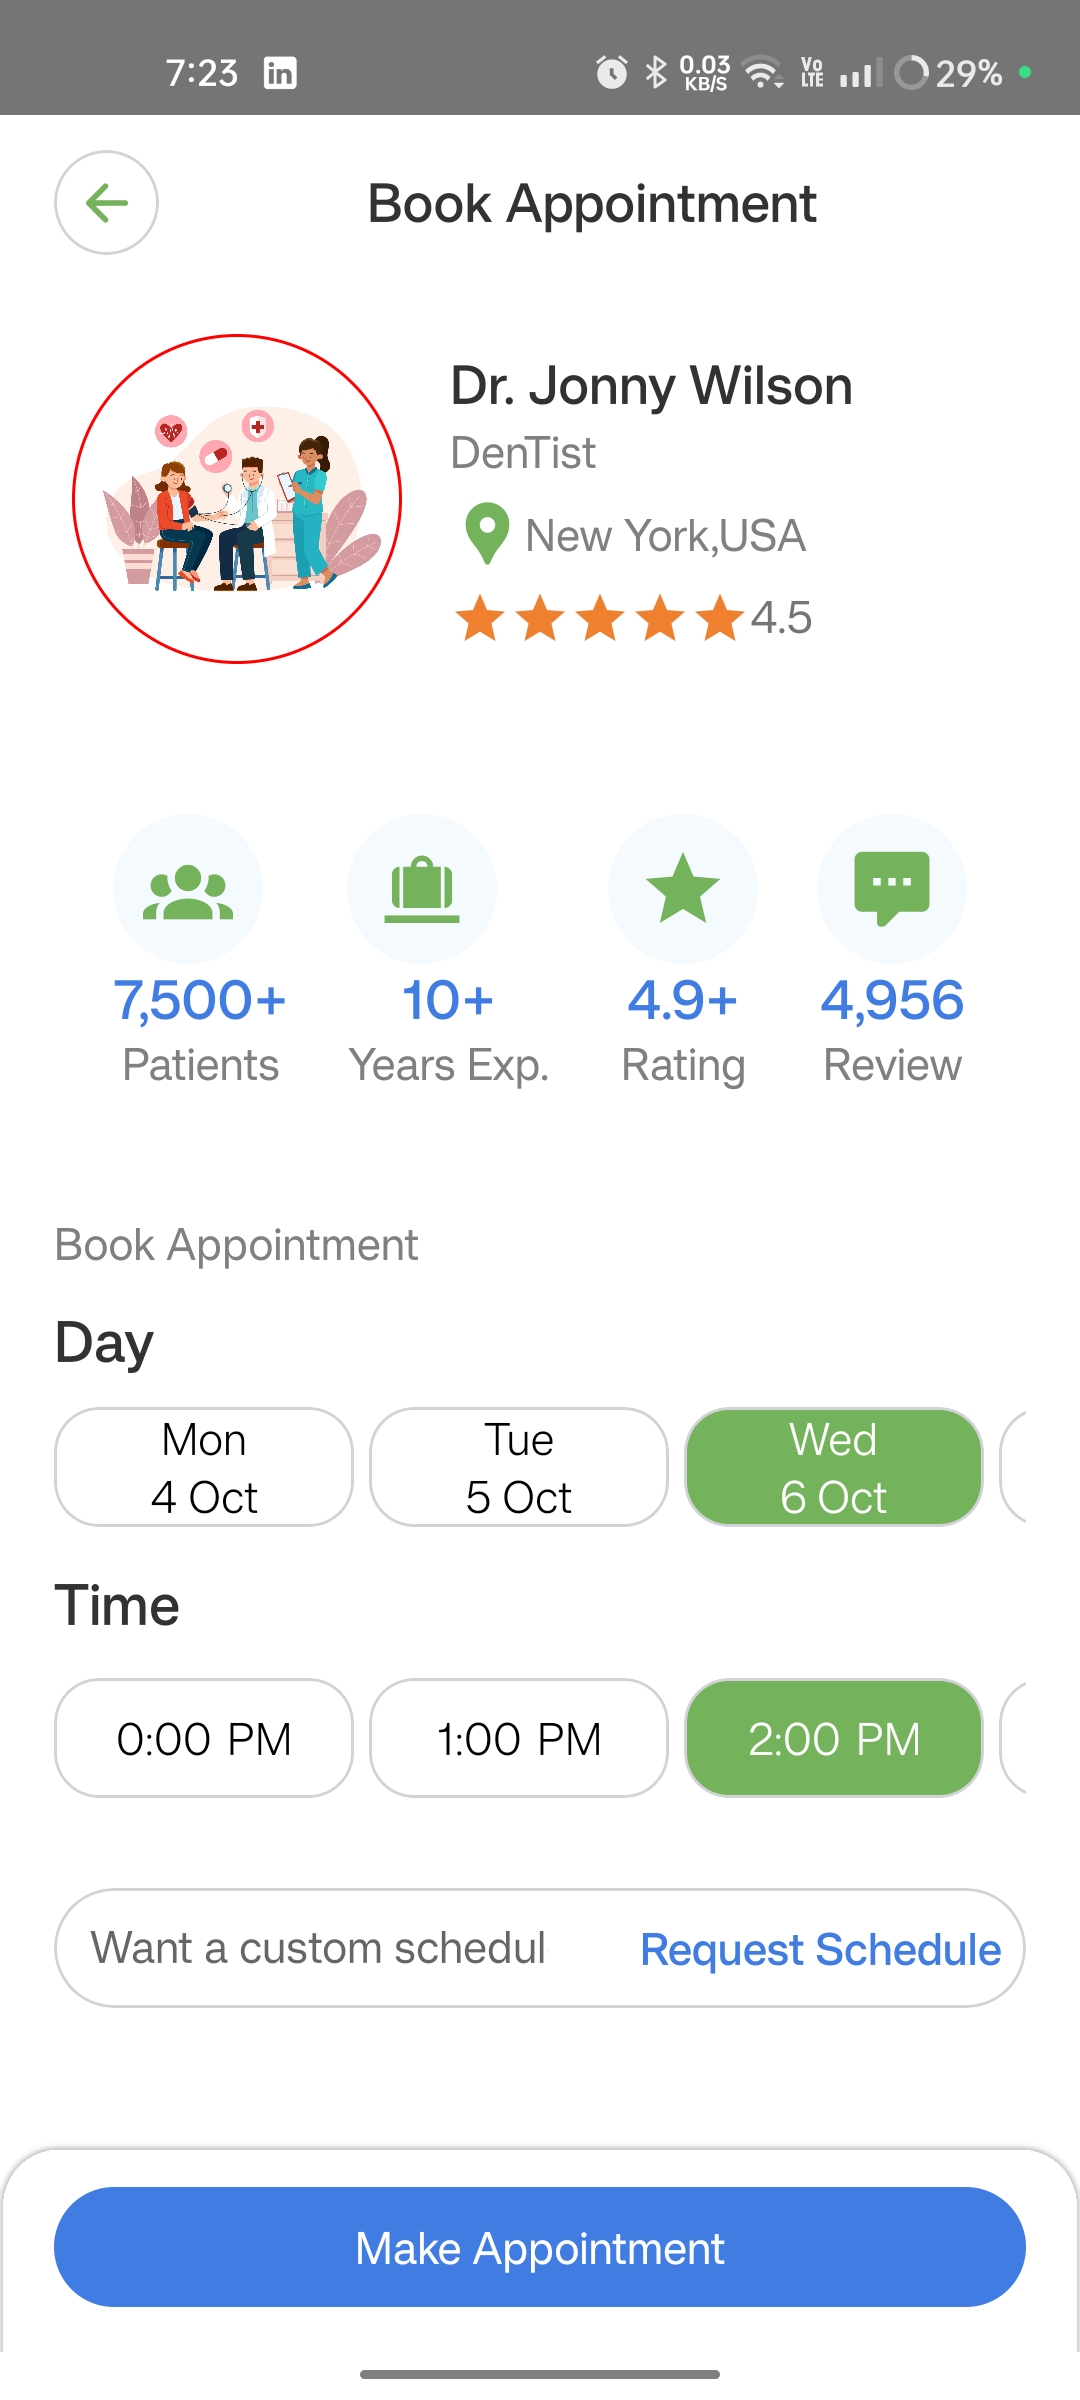 7:23 in 0.03 KB/S Vo LTE 29%
Book Appointment
Dr. Jonny Wilson
DenTist
New York,USA
4.5
7,500+ 10+ 4.9+ 4,956
Patients Years Exp. Rating Review
Book Appointment
Day
Mon Tue Wed
4 Oct 5 Oct 6 Oct
Time
0:00 PM 1:00 PM 2:00 PM
Want a custom schedul Request Schedule
Make Appointment